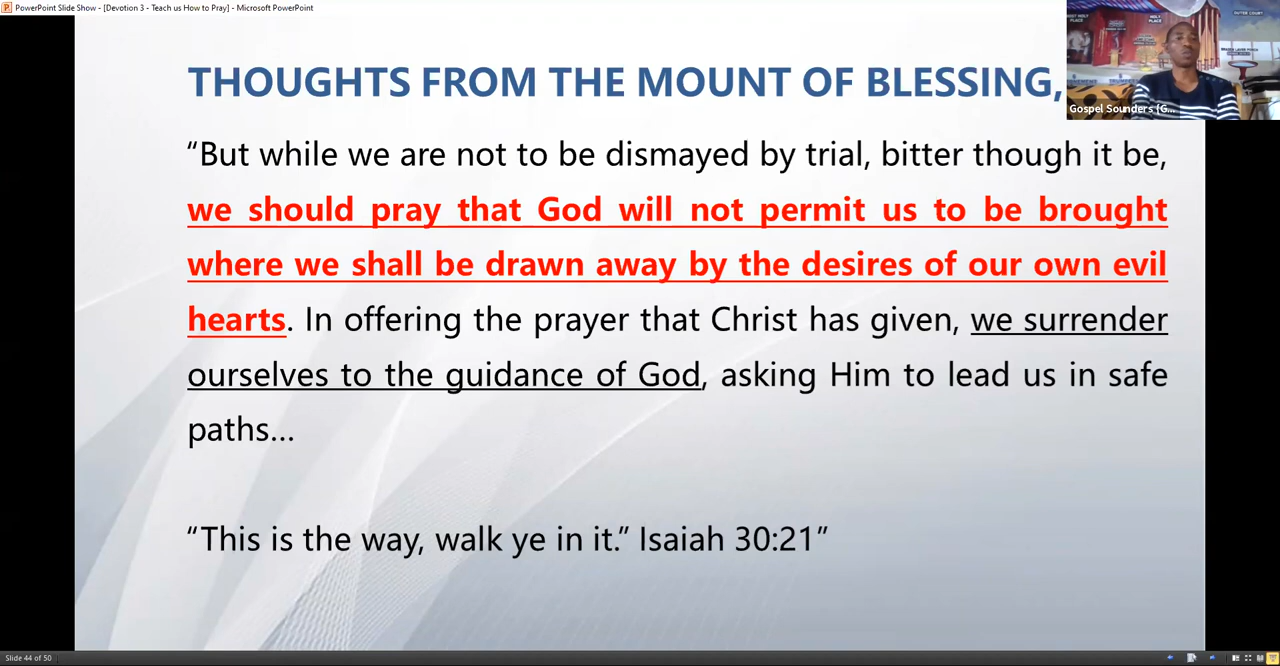 PowerPoint Slide Show - [Devotion 3 - Teach us How to Pray] - Microsoft PowerPoint
HOLY
PLACE
OUTER COURT
THOUGHTS FROM THE MOUNT OF BLESSING,
Gospel Sounders (G...
“But while we are not to be dismayed by trial, bitter though it be,
we should pray that God will not permit us to be brought
where we shall be drawn away by the desires of our own evil
hearts. In offering the prayer that Christ has given, we surrender
ourselves to the guidance of God, asking Him to lead us in safe
paths...
“This is the way, walk ye in it.” Isaiah 30:21”
Slide 44 of 50